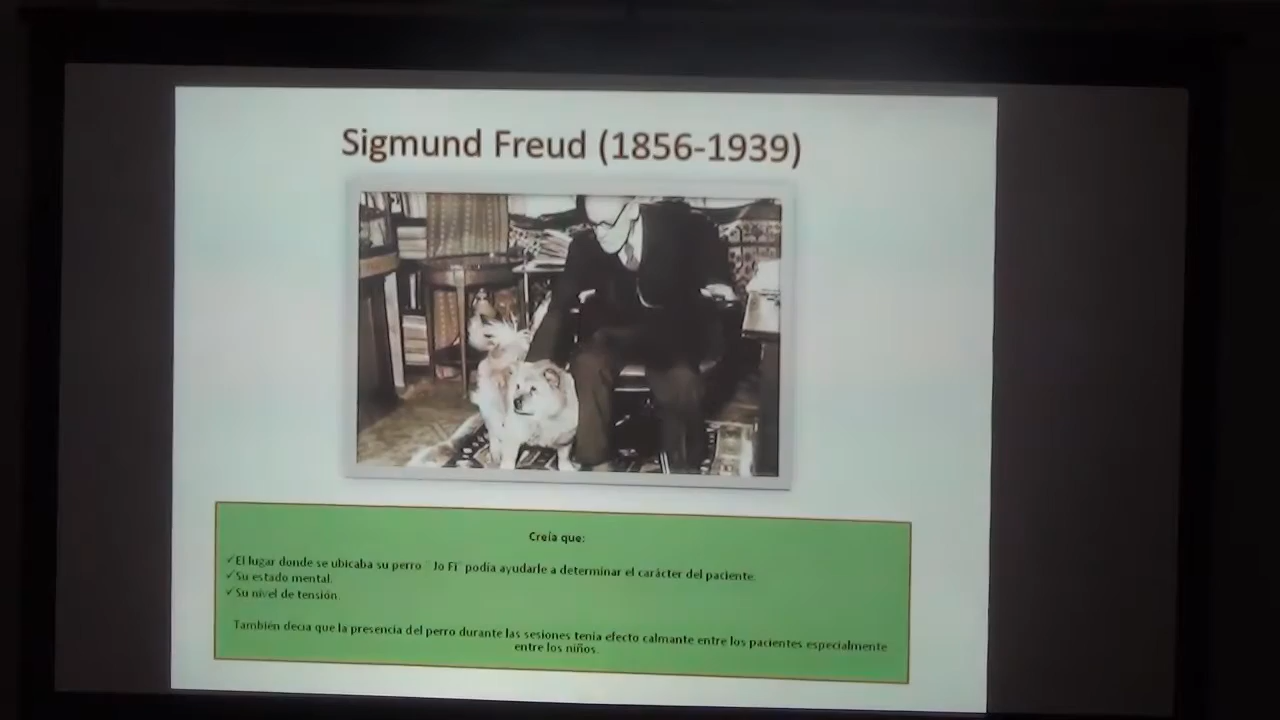 Sigmund Freud (1856-1939)
Creía que:
✓El lugar donde se ubicaba su perro ¨Jo Fi¨ podía ayudarle a determinar el carácter del paciente.
✓Su estado mental.
✓Su nivel de tensión.
También decía que la presencia del perro durante las sesiones tenía efecto calmante entre los pacientes especialmente
entre los niños.